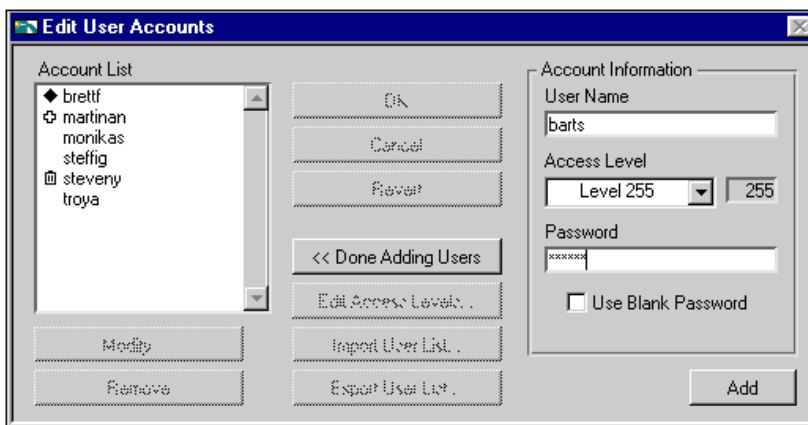 Edit User Accounts
Account List
brettf
martinan
monikas
steffig
steveny
troya
Modify
Remove
OK
Cancel
Revert
<< Done Adding Users
Edit Access Levels...
Import User List...
Export User List...
Account Information
User Name
barts
Access Level
Level 255
255
Password
******
Use Blank Password
Add